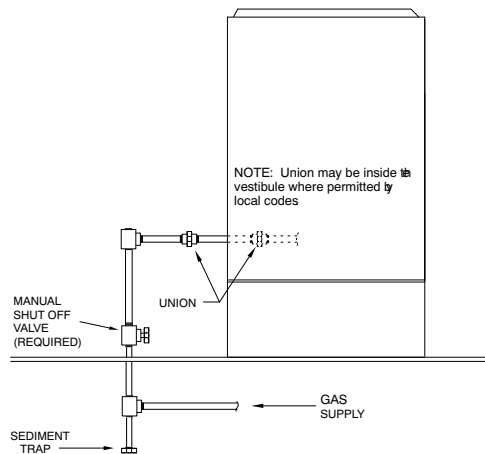 NOTE: Union may be inside the
vestibule where permitted by
local codes
UNION
MANUAL
SHUT OFF
VALVE
(REQUIRED)
GAS
SUPPLY
SEDIMENT
TRAP